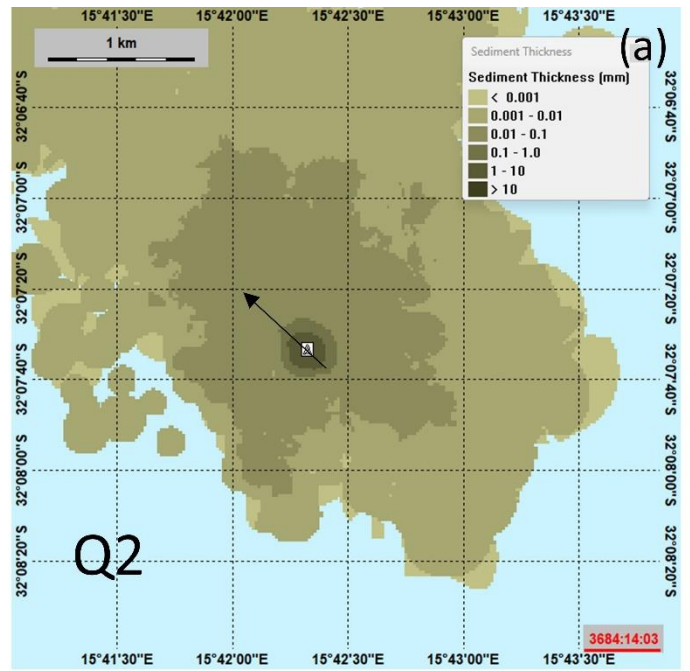 15°41'30"E 15°42'00"E 15°42'30"E 15°43'00"E 15°43'30"E
1 km
(a)
Sediment Thickness
Sediment Thickness (mm)
< 0.001
0.001 - 0.01
0.01 - 0.1
0.1 - 1.0
1 - 10
> 10
32°06'40"S 32°06'40"S
32°07'00"S 32°07'00"S
32°07'20"S 32°07'20"S
32°07'40"S 32°07'40"S
32°08'00"S 32°08'00"S
32°08'20"S 32°08'20"S
Q2
3684:14:03
15°41'30"E 15°42'00"E 15°42'30"E 15°43'00"E 15°43'30"E